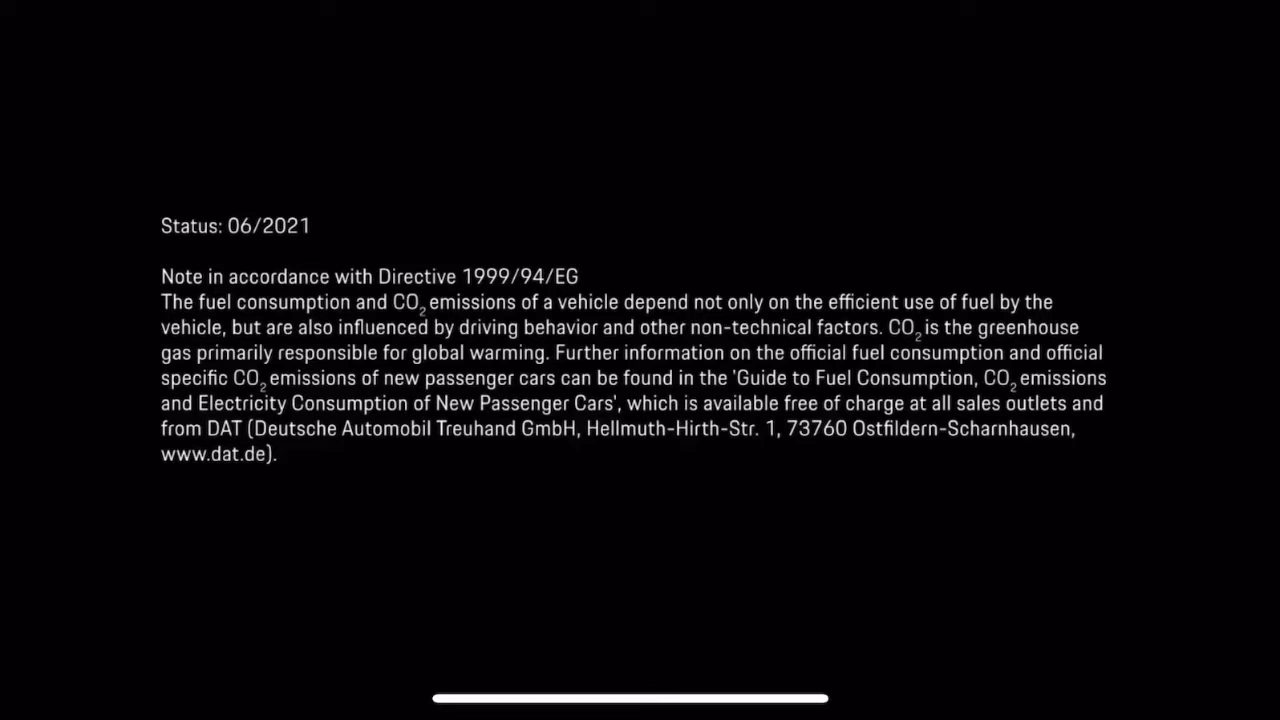 Status: 06/2021
Note in accordance with Directive 1999/94/EG
The fuel consumption and CO₂ emissions of a vehicle depend not only on the efficient use of fuel by the
vehicle, but are also influenced by driving behavior and other non-technical factors. CO₂ is the greenhouse
gas primarily responsible for global warming. Further information on the official fuel consumption and official
specific CO₂ emissions of new passenger cars can be found in the 'Guide to Fuel Consumption, CO₂ emissions
and Electricity Consumption of New Passenger Cars', which is available free of charge at all sales outlets and
from DAT (Deutsche Automobil Treuhand GmbH, Hellmuth-Hirth-Str. 1, 73760 Ostfildern-Scharnhausen,
www.dat.de).